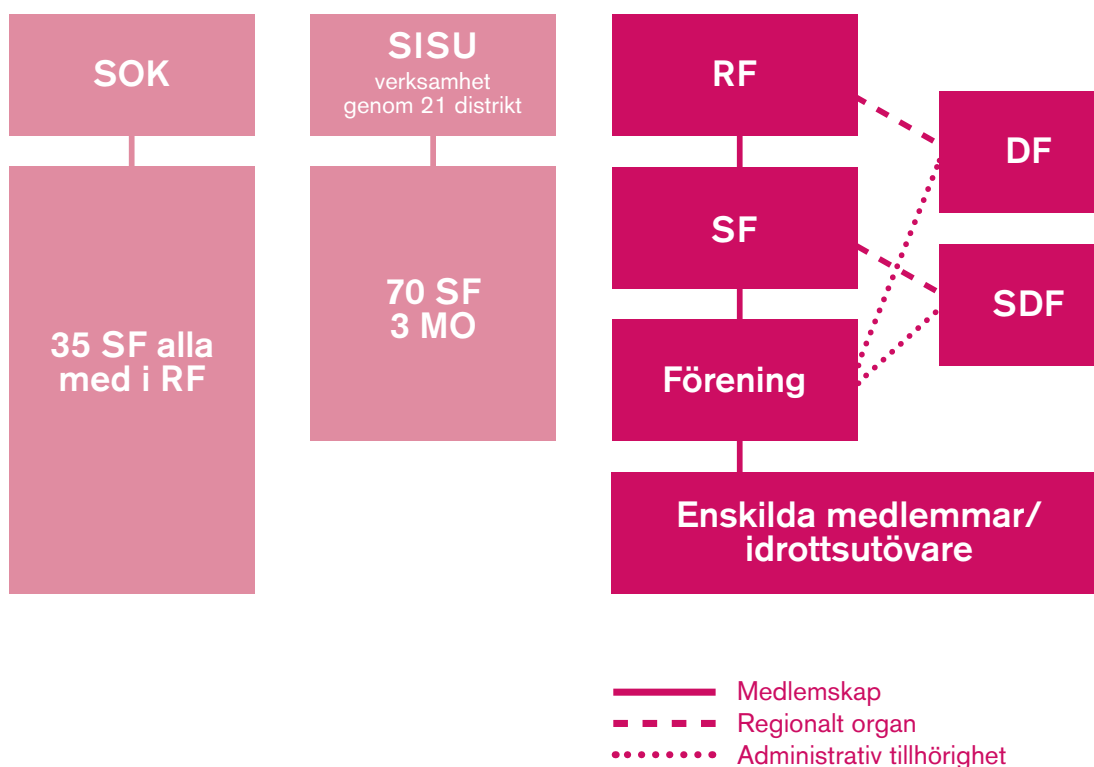 SOK
35 SF alla
med i RF
SISU
verksamhet
genom 21 distrikt
70 SF
3 MO
RF
DF
SF
SDF
Förening
Enskilda medlemmar/
idrottsutövare
Medlemskap
Regionalt organ
Administrativ tillhörighet